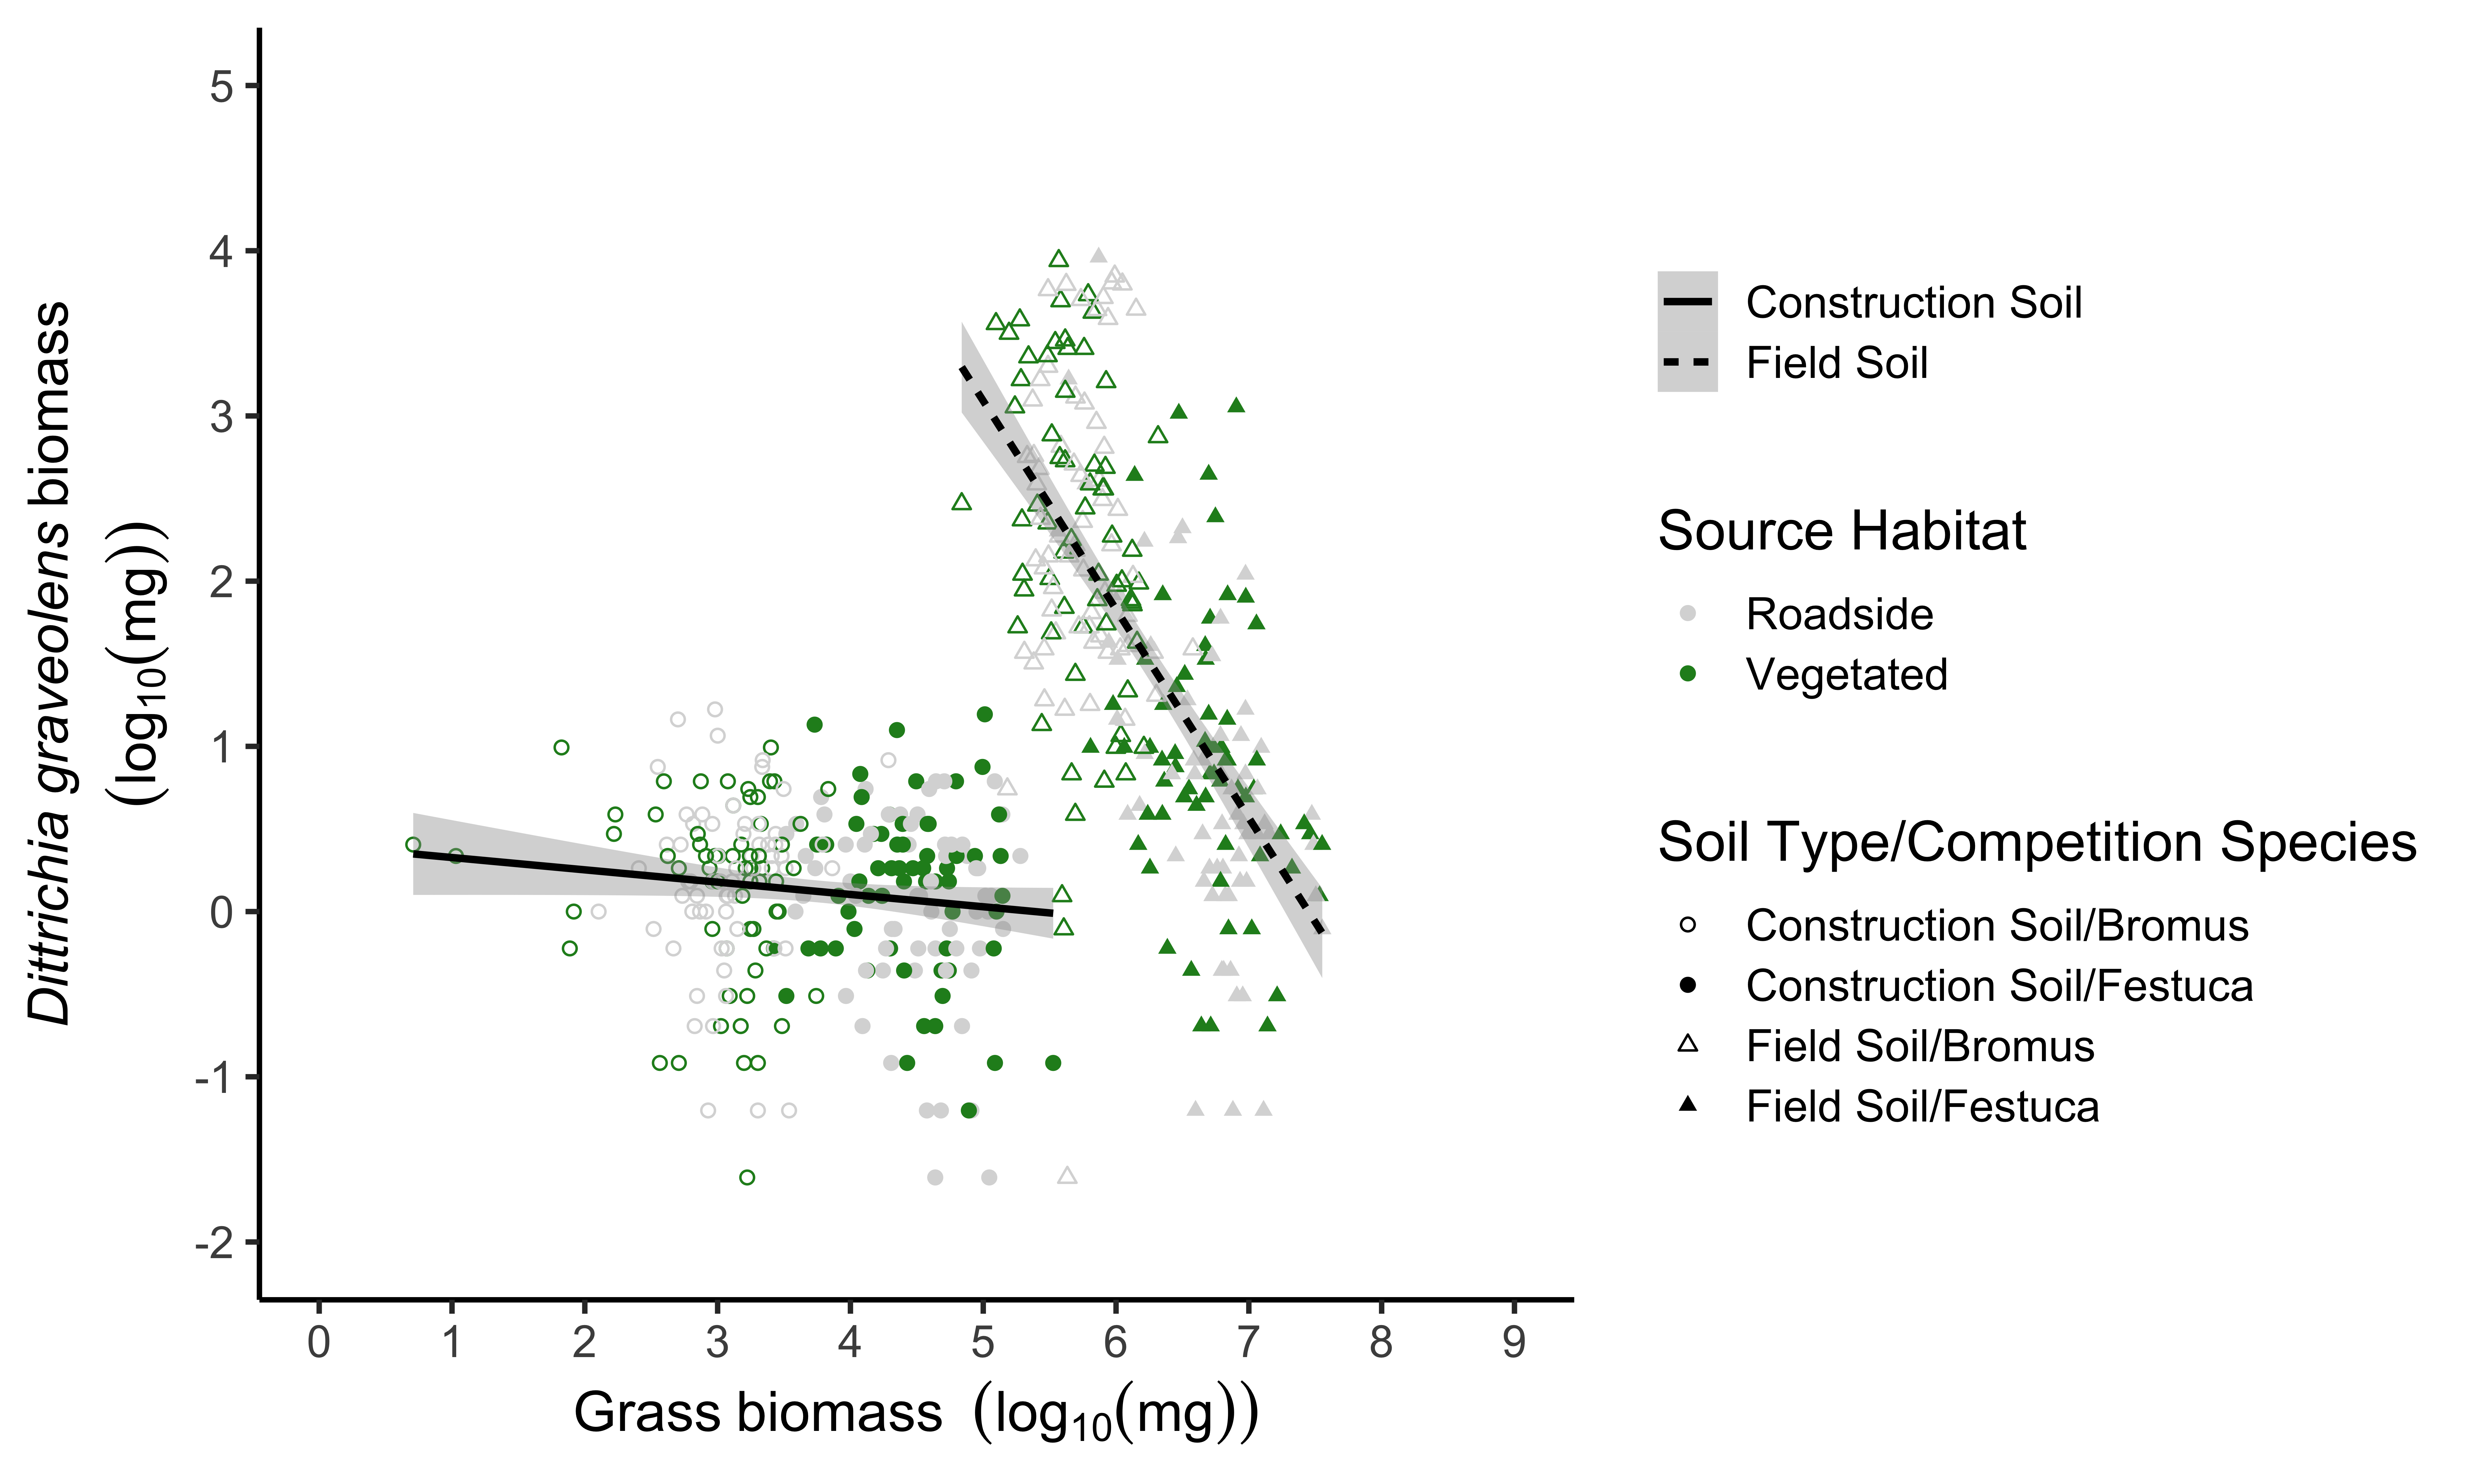 Dittrichia graveolens biomass
(log10(mg))
5
4
3
2
1
0
-1
-2
0 1 2 3 4 5 6 7 8 9
Grass biomass (log10(mg))
Construction Soil
Field Soil
Source Habitat
Roadside
Vegetated
Soil Type/Competition Species
Construction Soil/Bromus
Construction Soil/Festuca
Field Soil/Bromus
Field Soil/Festuca